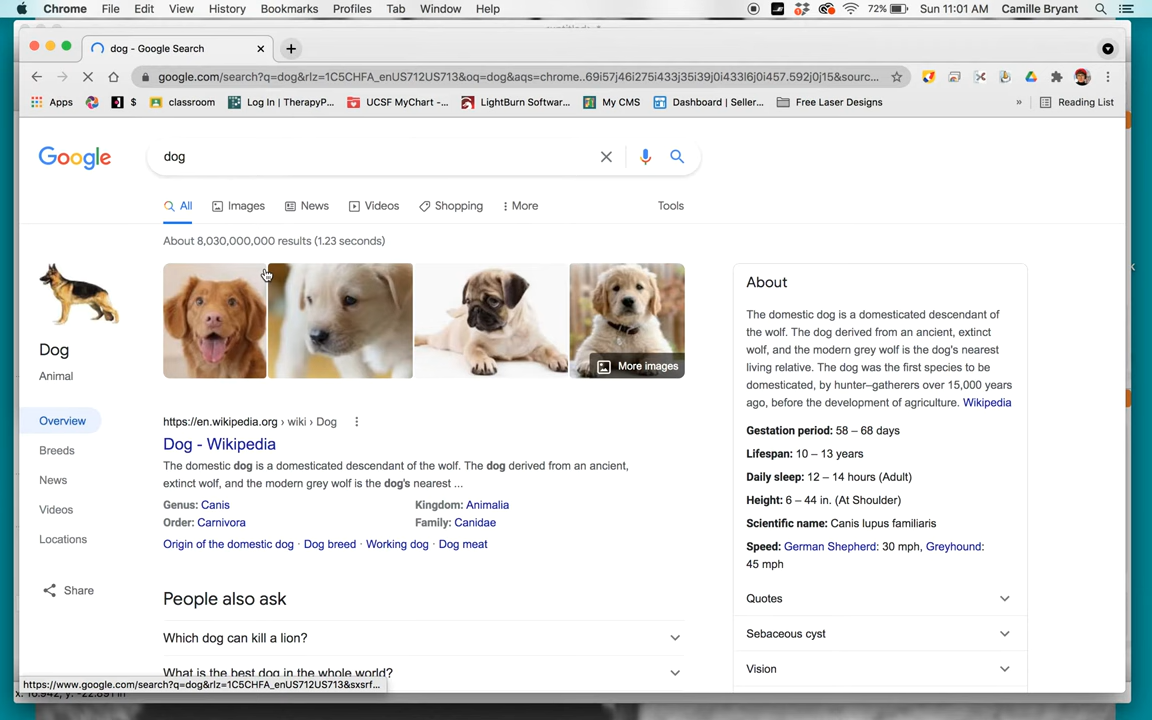 Chrome File Edit View History Bookmarks Profiles Tab Window Help 72% Sun 11:01 AM Camille Bryant
dog - Google Search
google.com/search?q=dog&rlz=1C5CHFA_enUS712US713&oq=dog&aqs=chrome..69i57j46i275i433j35i39j0i433l6j0i457.592j0j15&sourc...
Apps $ classroom Log In | TherapyP... UCSF MyChart -... LightBurn Softwar... My CMS Dashboard | Seller... Free Laser Designs » Reading List
Google dog
All Images News Videos Shopping More Tools
About 8,030,000,000 results (1.23 seconds)
More images
Dog
Animal
Overview
Breeds
News
Videos
Locations
Share
https://en.wikipedia.org › wiki › Dog
Dog - Wikipedia
The domestic dog is a domesticated descendant of the wolf. The dog derived from an ancient,
extinct wolf, and the modern grey wolf is the dog's nearest ...
Genus: Canis Kingdom: Animalia
Order: Carnivora Family: Canidae
Origin of the domestic dog · Dog breed · Working dog · Dog meat
People also ask
Which dog can kill a lion?
What is the best dog in the whole world?
About
The domestic dog is a domesticated descendant of
the wolf. The dog derived from an ancient, extinct
wolf, and the modern grey wolf is the dog's nearest
living relative. The dog was the first species to be
domesticated, by hunter–gatherers over 15,000 years
ago, before the development of agriculture. Wikipedia
Gestation period: 58 – 68 days
Lifespan: 10 – 13 years
Daily sleep: 12 – 14 hours (Adult)
Height: 6 – 44 in. (At Shoulder)
Scientific name: Canis lupus familiaris
Speed: German Shepherd: 30 mph, Greyhound:
45 mph
Quotes
Sebaceous cyst
Vision
https://www.google.com/search?q=dog&rlz=1C5CHFA_enUS712US713&sxsrf...